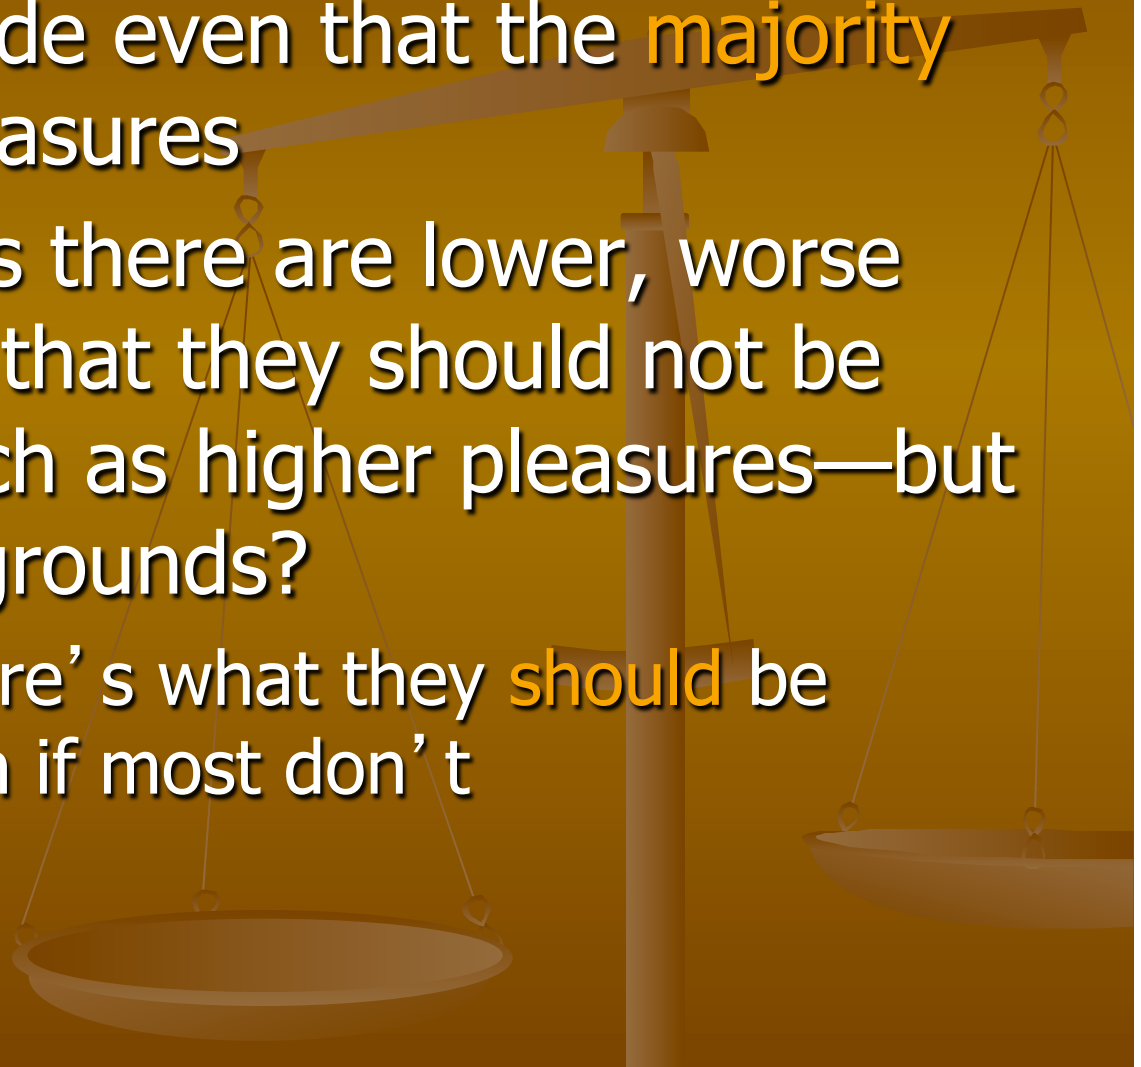 de even that the majority
asures
s there are lower, worse
that they should not be
ch as higher pleasures—but
grounds?
re’s what they should be
n if most don’t